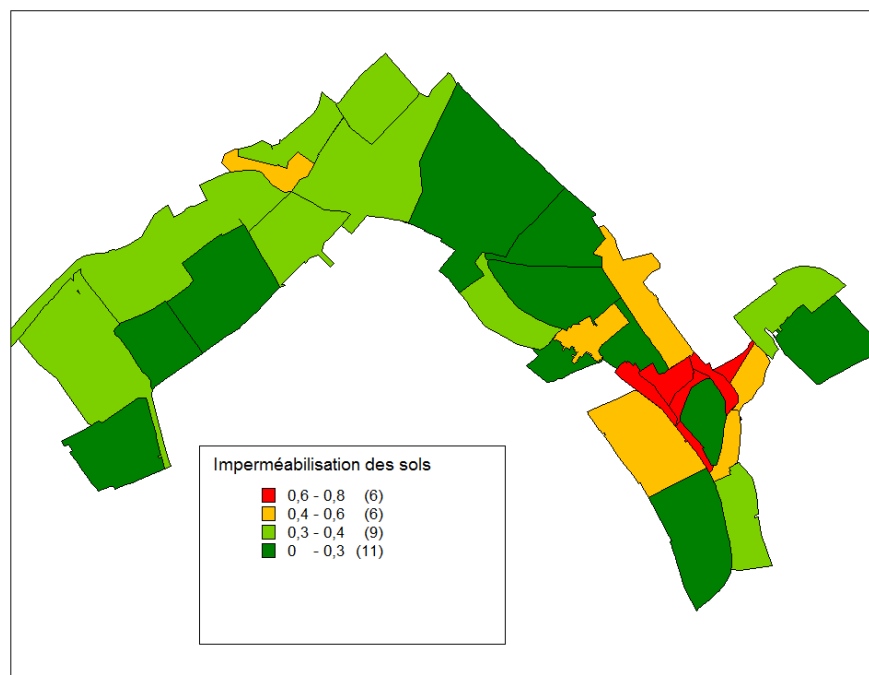 Imperméabilisation des sols
0,6 - 0,8 (6)
0,4 - 0,6 (6)
0,3 - 0,4 (9)
0 - 0,3 (11)